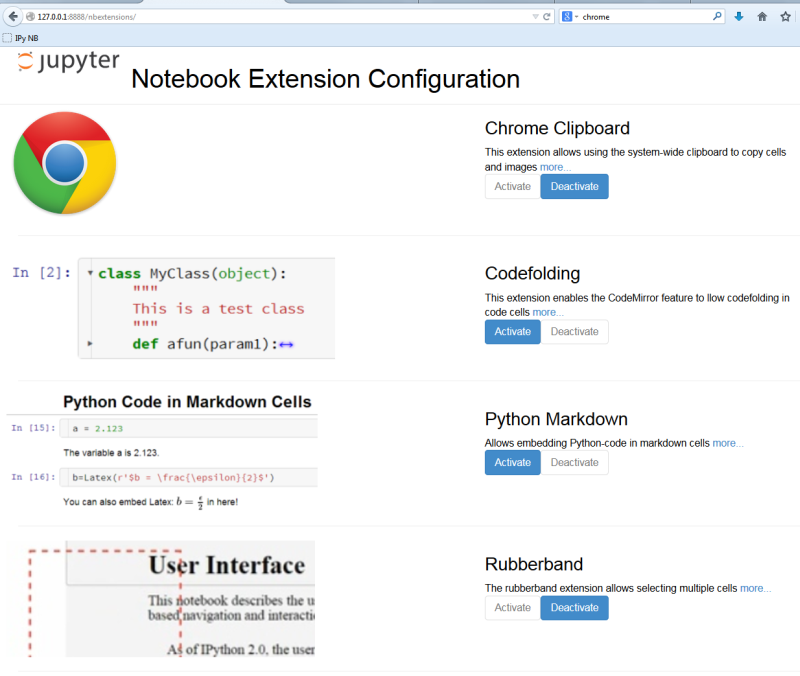 127.0.0.1:8888/nbextensions/
chrome
IPy NB
jupyter
Notebook Extension Configuration
Chrome Clipboard
This extension allows using the system-wide clipboard to copy cells
and images more...
Activate Deactivate
In [2]:
class MyClass(object):
"""
This is a test class
"""
def afun(param1):↔
Codefolding
This extension enables the CodeMirror feature to llow codefolding in
code cells more...
Activate Deactivate
Python Code in Markdown Cells
In [15]: a = 2.123
The variable a is 2.123.
In [16]: b=Latex(r'$b = \frac{\epsilon}{2}$')
You can also embed Latex: b = ϵ/2 in here!
Python Markdown
Allows embedding Python-code in markdown cells more...
Activate Deactivate
User Interface
This notebook describes the u
based navigation and interacti
As of IPython 2.0, the user
Rubberband
The rubberband extension allows selecting multiple cells more...
Activate Deactivate